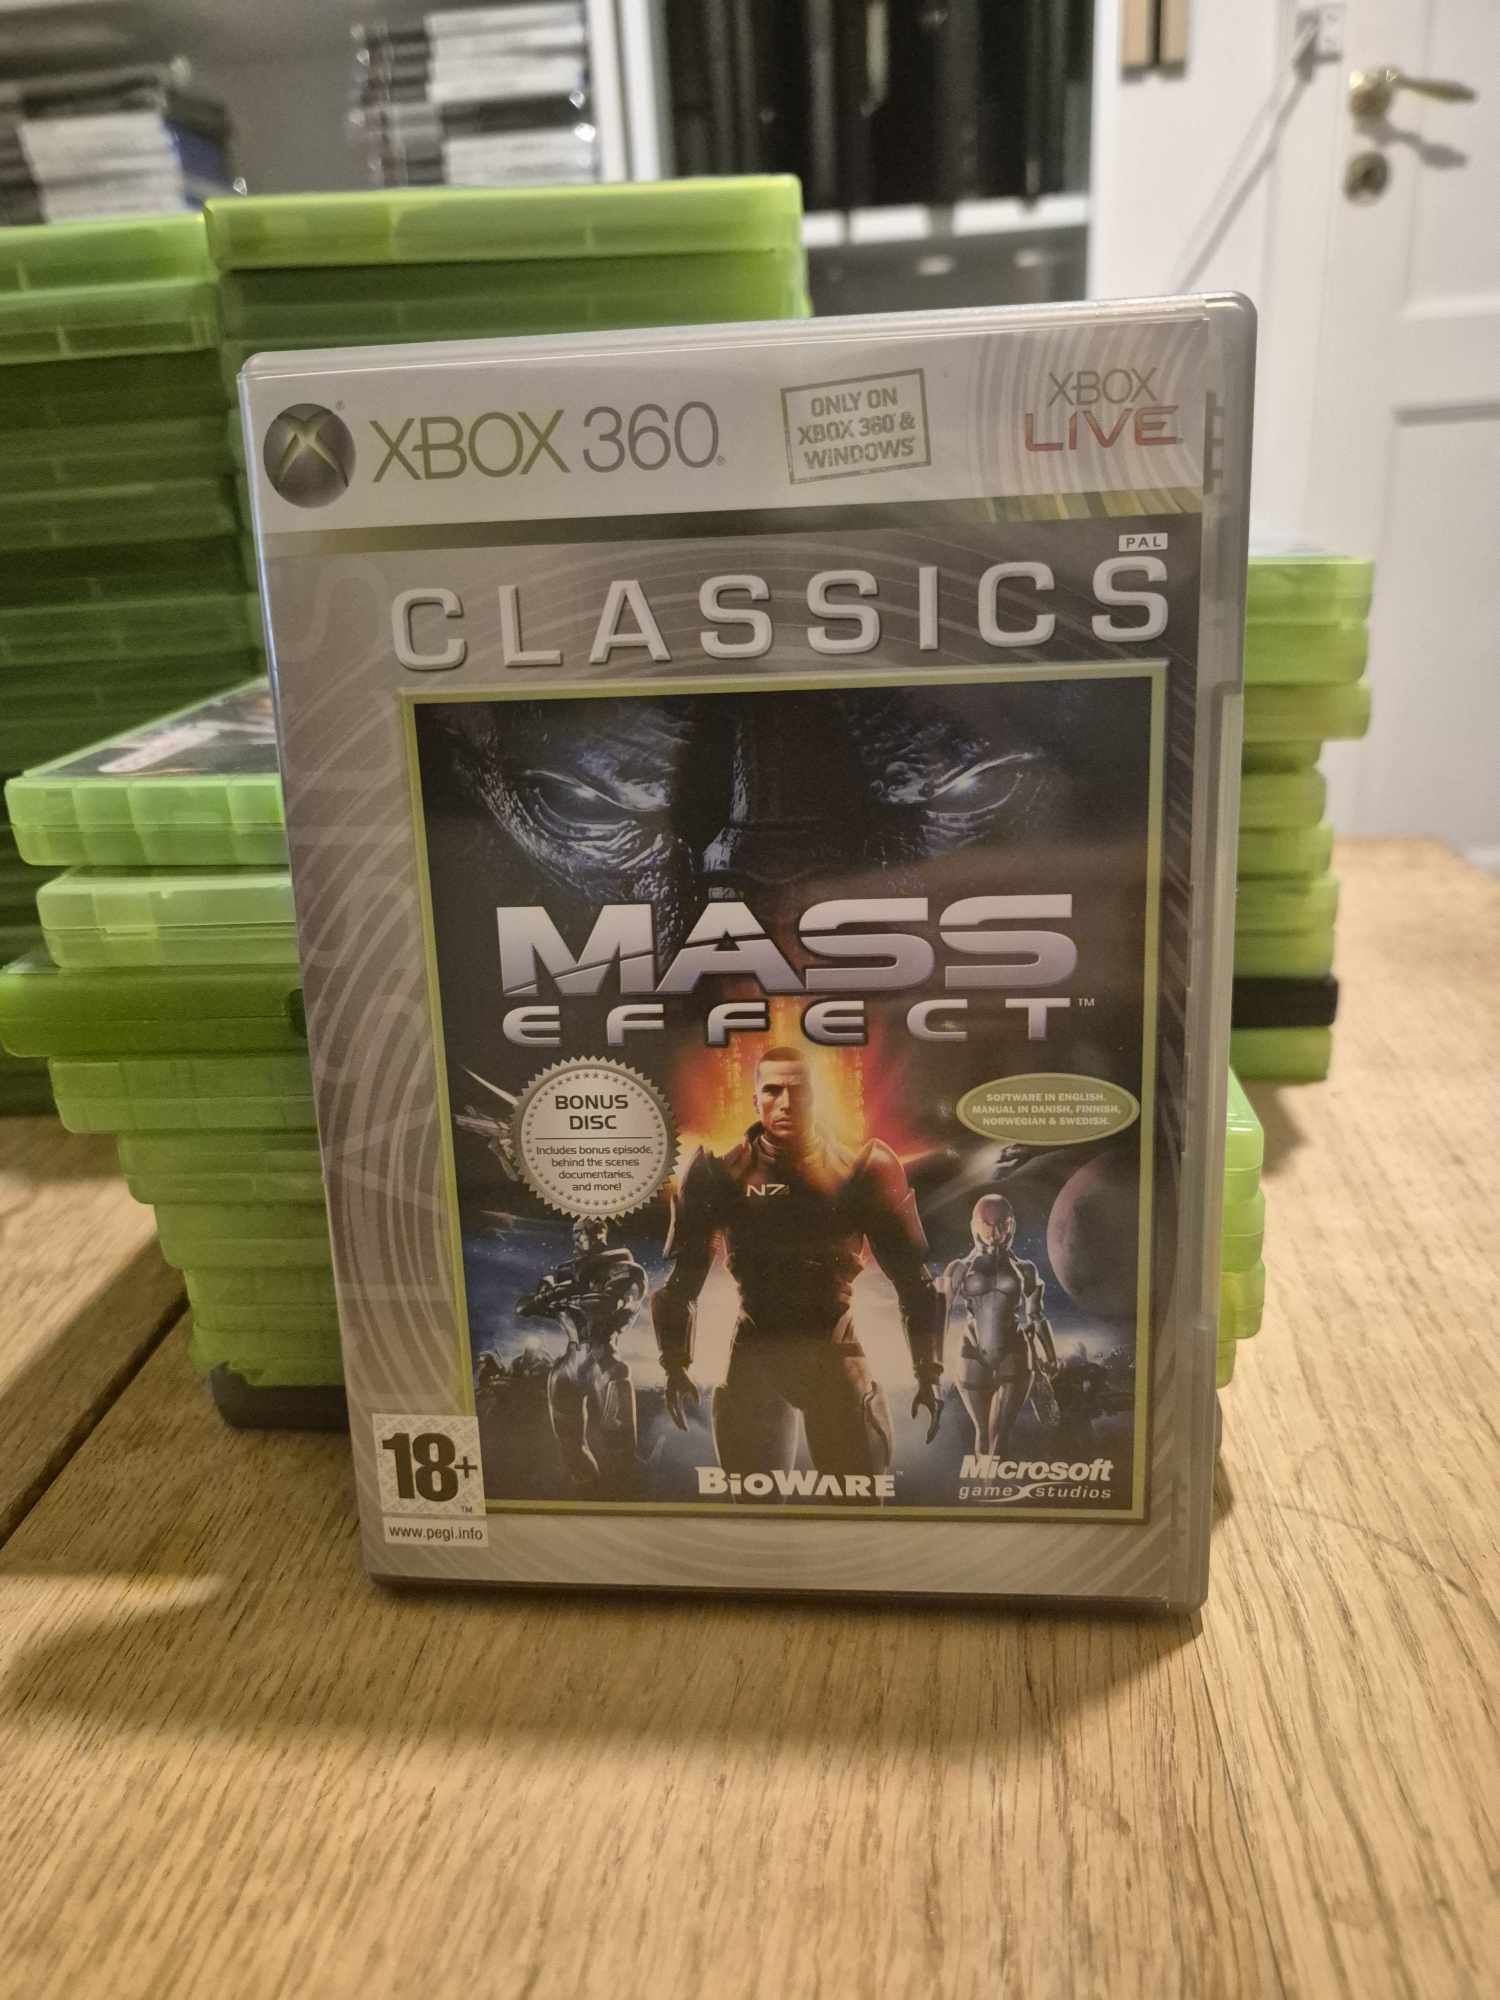 XBOX 360®
ONLY ON
XBOX 360 &
WINDOWS
XBOX
LIVE
PAL
CLASSICS
MASS
EFFECT™
BONUS
DISC
Includes bonus episode,
behind the scenes
documentaries,
and more!
SOFTWARE IN ENGLISH.
MANUAL IN DANISH, FINNISH,
NORWEGIAN & SWEDISH.
N7
18+
www.pegi.info
BIOWARE™
Microsoft
game studios